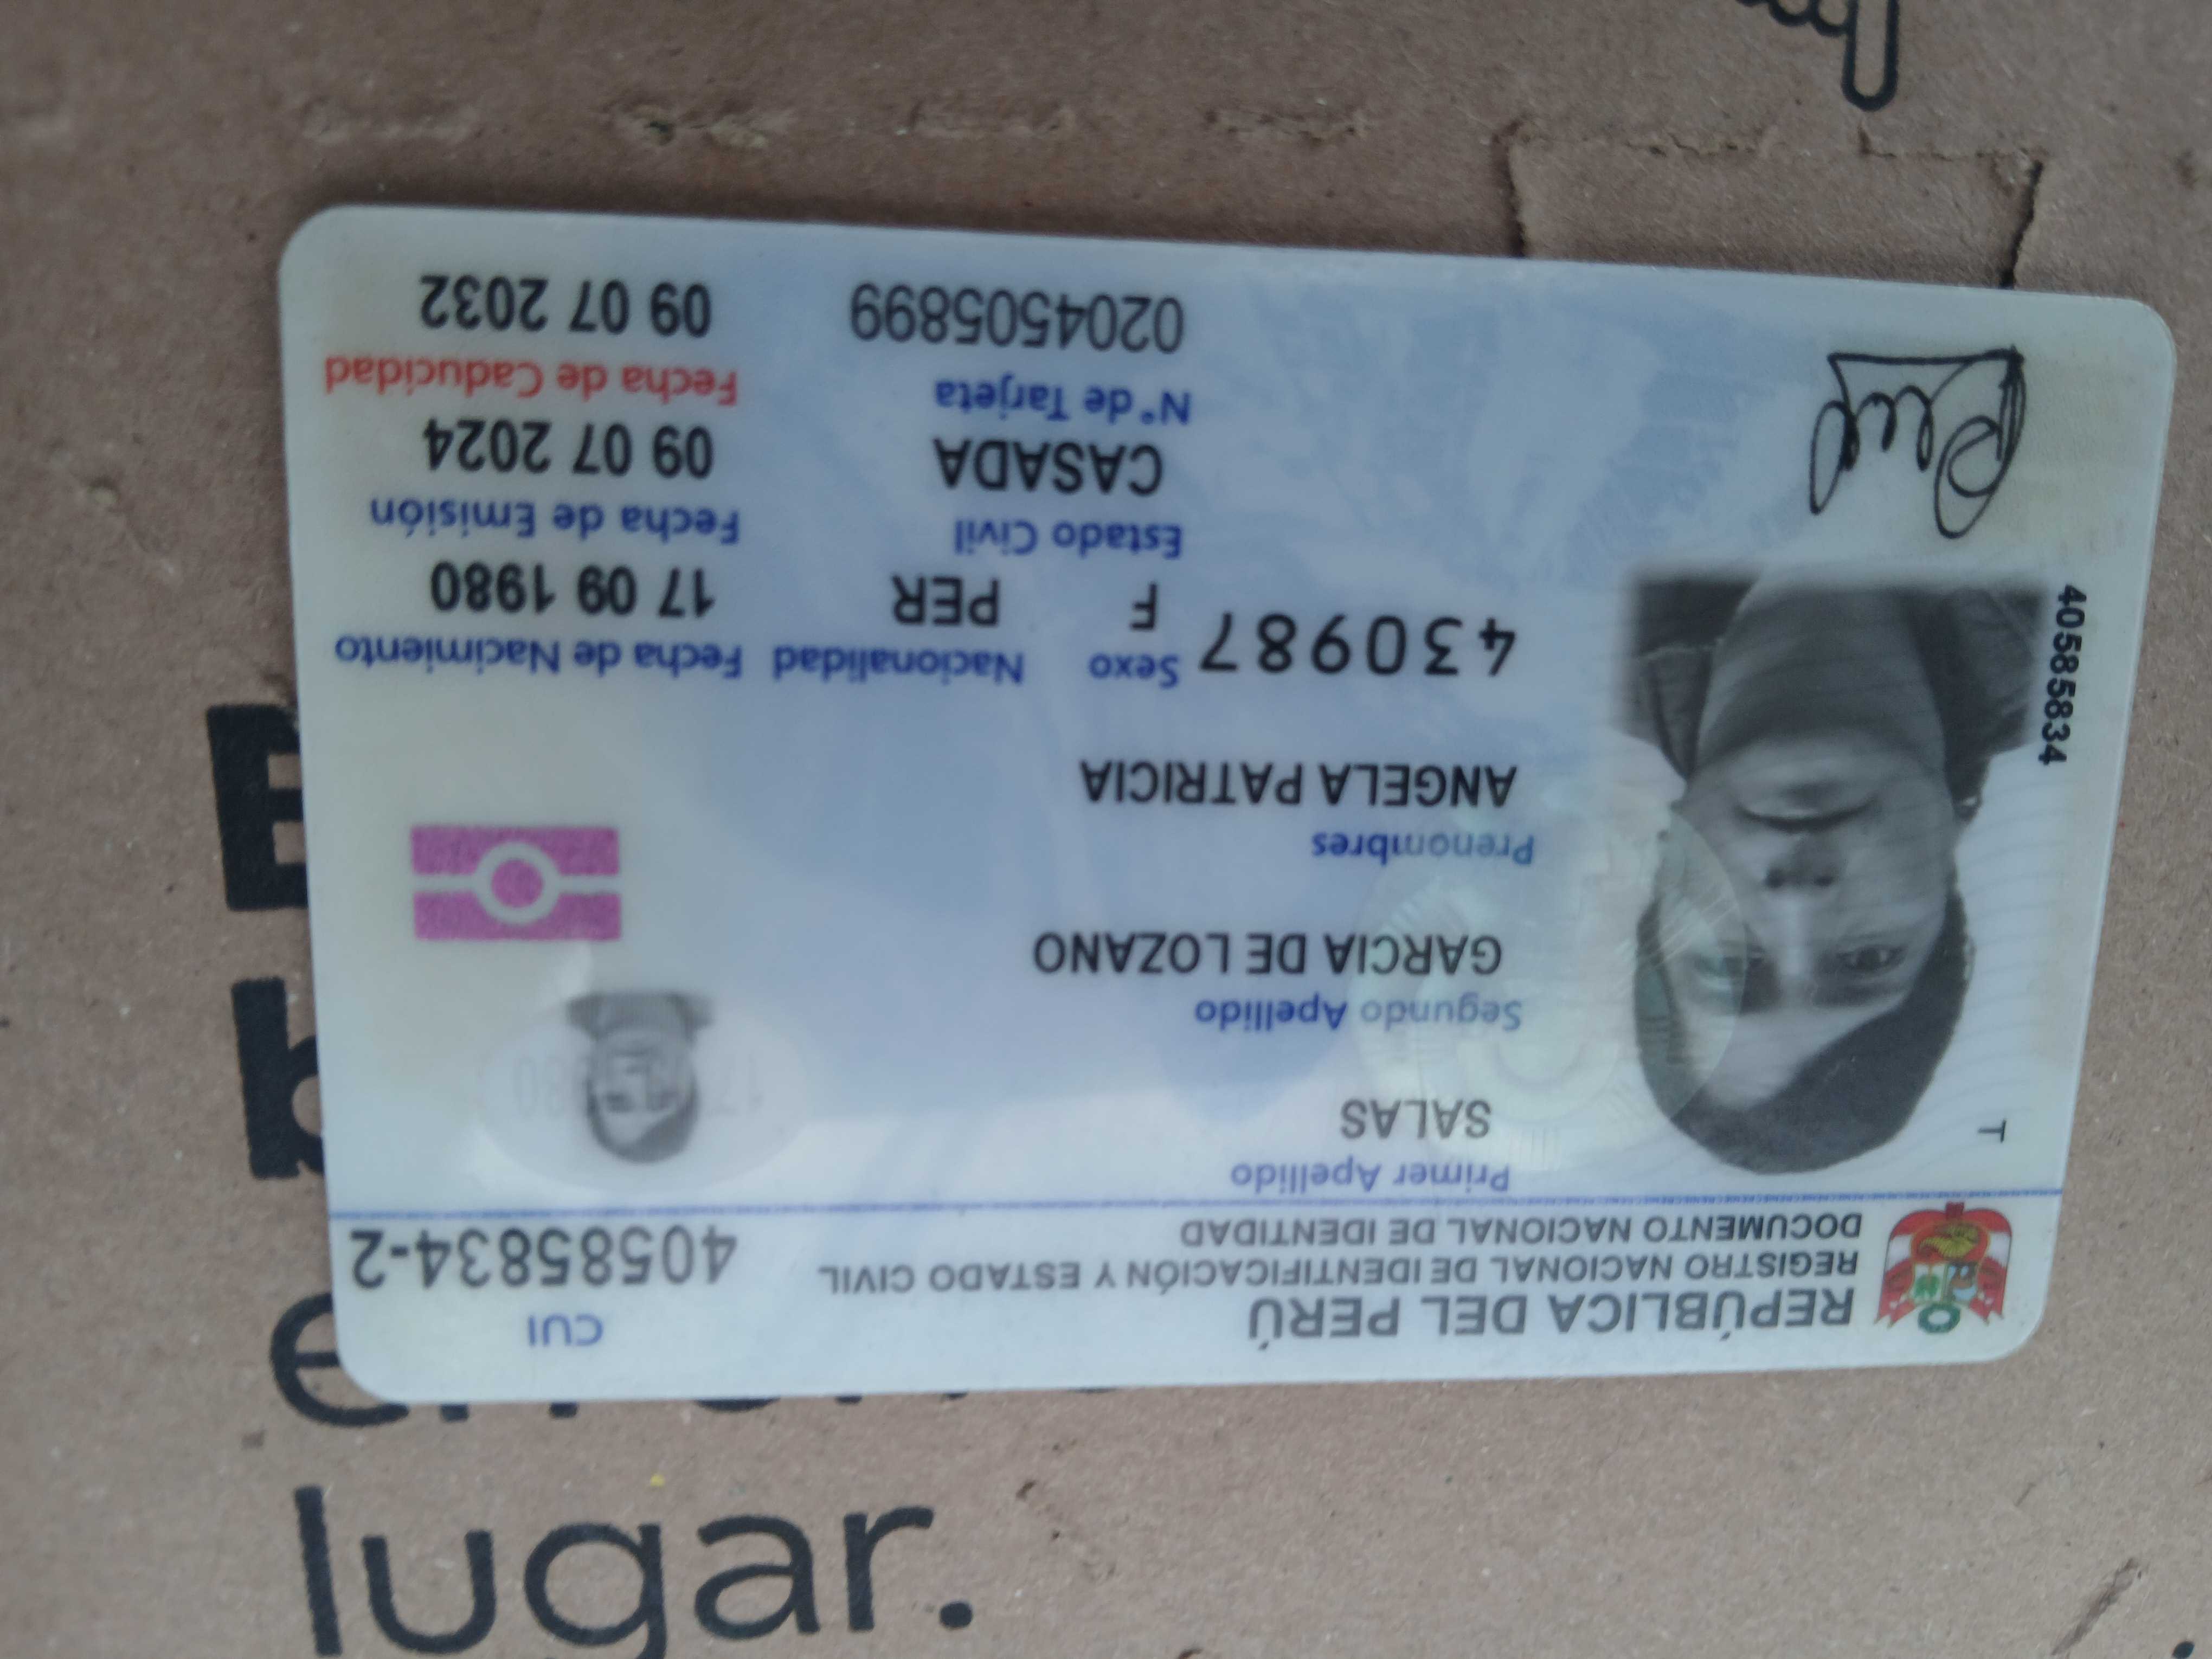 REPÚBLICA DEL PERÚ
REGISTRO NACIONAL DE IDENTIFICACIÓN Y ESTADO CIVIL
DOCUMENTO NACIONAL DE IDENTIDAD
CUI
40585834-2
Primer Apellido
SALAS
Segundo Apellido
GARCIA DE LOZANO
Prenombres
ANGELA PATRICIA
T
40585834
430987
Sexo Nacionalidad Fecha de Nacimiento
F PER 17 09 1980
Estado Civil Fecha de Emisión
CASADA 09 07 2024
N° de Tarjeta Fecha de Caducidad
0204505899 09 07 2032
lugar.